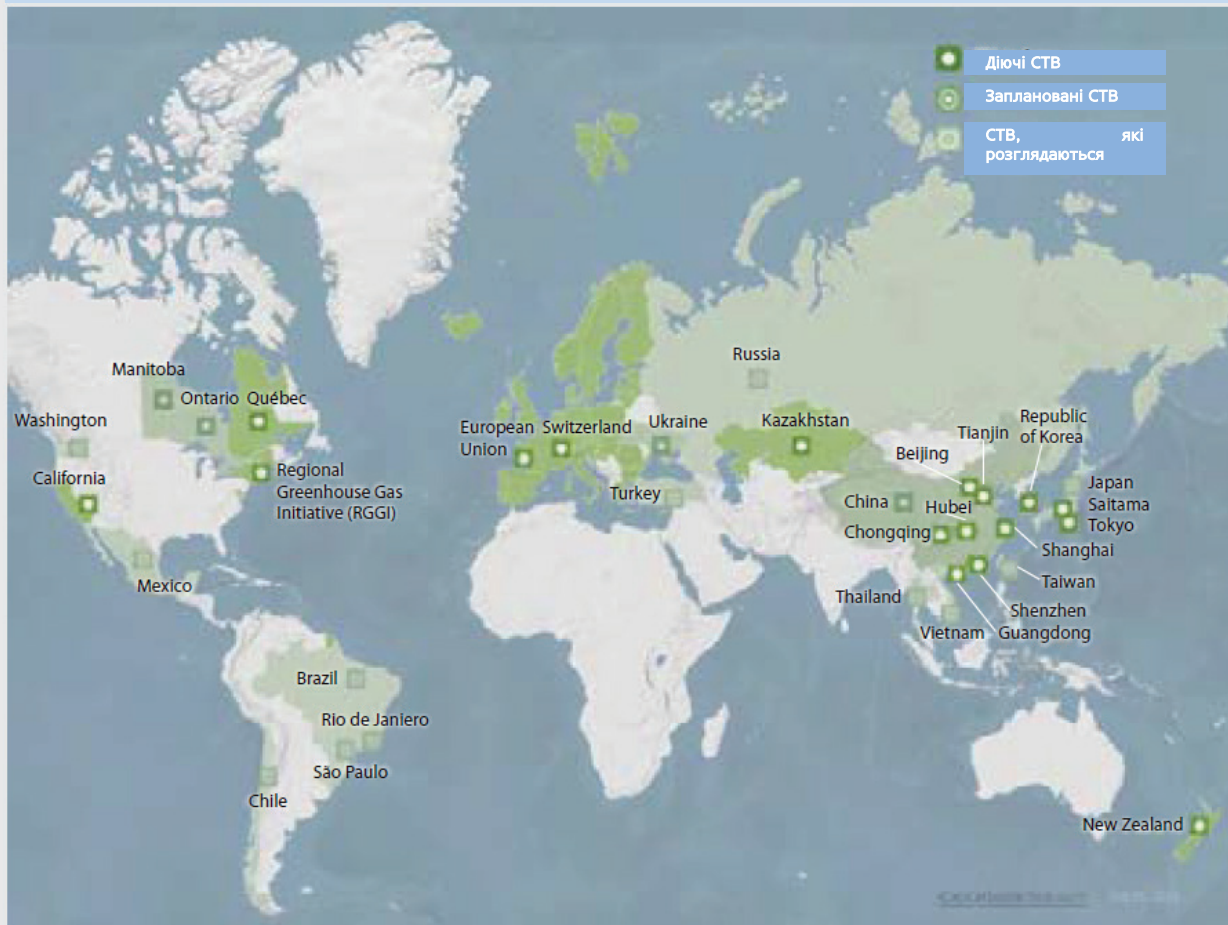 Діючі СТВ
Заплановані СТВ
СТВ, які
розглядаються
Manitoba
Ontario
Québec
Washington
California
Regional
Greenhouse Gas
Initiative (RGGI)
Mexico
Brazil
Rio de Janiero
São Paulo
Chile
European
Union
Switzerland
Ukraine
Turkey
Russia
Kazakhstan
Republic
of Korea
Tianjin
Beijing
China
Hubei
Chongqing
Japan
Saitama
Tokyo
Shanghai
Taiwan
Thailand
Shenzhen
Vietnam
Guangdong
New Zealand